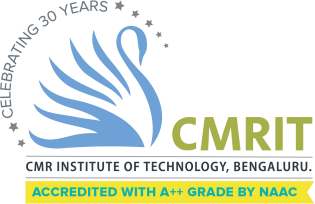 CELEBRATING 30 YEARS
CMRIT
CMR INSTITUTE OF TECHNOLOGY, BENGALURU.
ACCREDITED WITH A++ GRADE BY NAAC